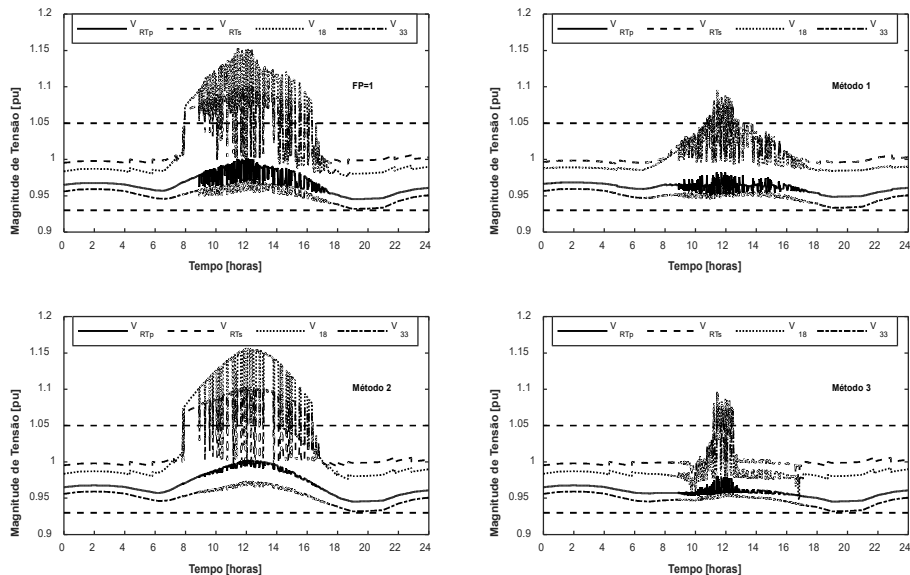 1.2
V RTp V RTs V 18 V 33
1.15
FP=1
1.1
1.05
1
0.95
0.9
0 2 4 6 8 10 12 14 16 18 20 22 24
Magnitude de Tensão [pu]
Tempo [horas]
1.2
V RTp V RTs V 18 V 33
1.15
Método 1
1.1
1.05
1
0.95
0.9
0 2 4 6 8 10 12 14 16 18 20 22 24
Magnitude de Tensão [pu]
Tempo [horas]
1.2
V RTp V RTs V 18 V 33
1.15
Método 2
1.1
1.05
1
0.95
0.9
0 2 4 6 8 10 12 14 16 18 20 22 24
Magnitude de Tensão [pu]
Tempo [horas]
1.2
V RTp V RTs V 18 V 33
1.15
Método 3
1.1
1.05
1
0.95
0.9
0 2 4 6 8 10 12 14 16 18 20 22 24
Magnitude de Tensão [pu]
Tempo [horas]